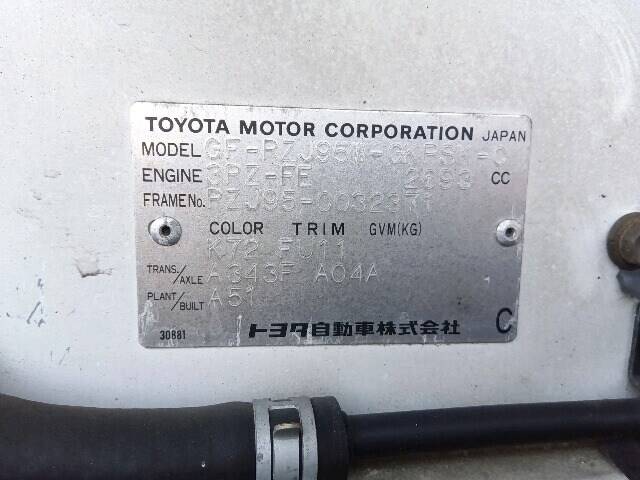 TOYOTA MOTOR CORPORATION JAPAN
MODEL GF-RZJ95W-GKPSK-C
ENGINE 3RZ-FE 2693 CC
FRAME No. RZJ95-0032371
COLOR TRIM GVM(KG)
K72 FU11
TRANS./AXLE A343F A04A
PLANT/BUILT A51
30881 トヨタ自動車株式会社 C